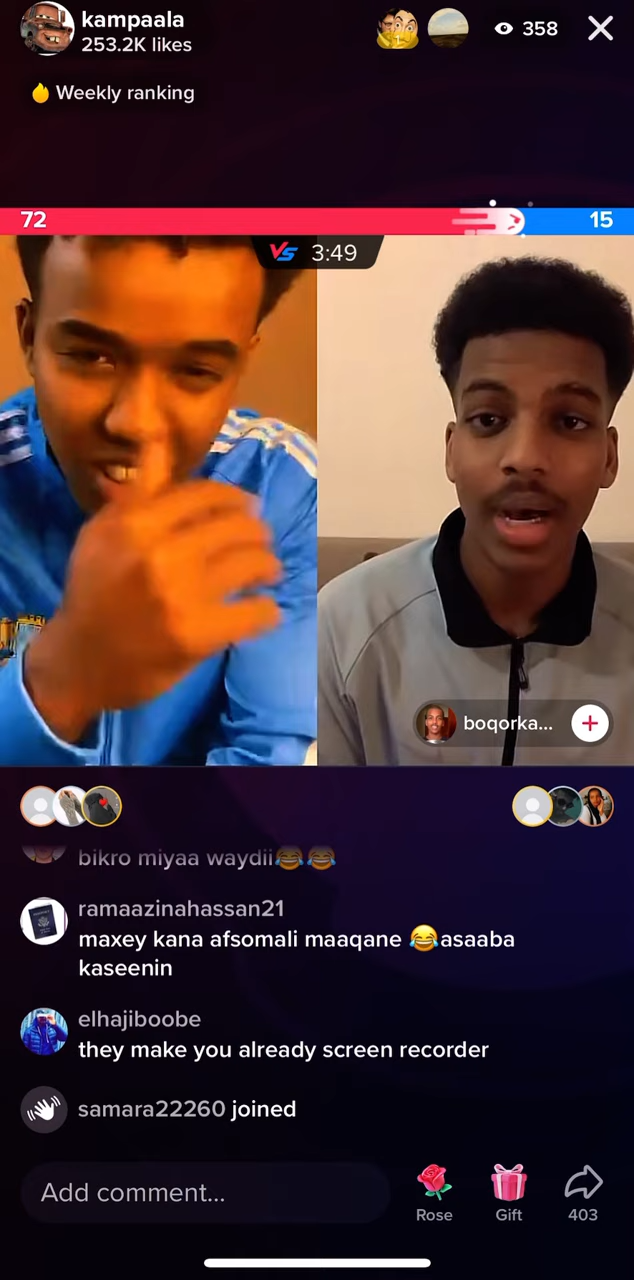 kampaala
253.2K likes
358
Weekly ranking
72
15
VS 3:49
boqorka...
bikro miyaa waydii😂😂
ramaazinahassan21
maxey kana afsomali maaqane 😂asaaba
kaseenin
elhajiboobe
they make you already screen recorder
samara22260 joined
Add comment...
Rose
Gift
403